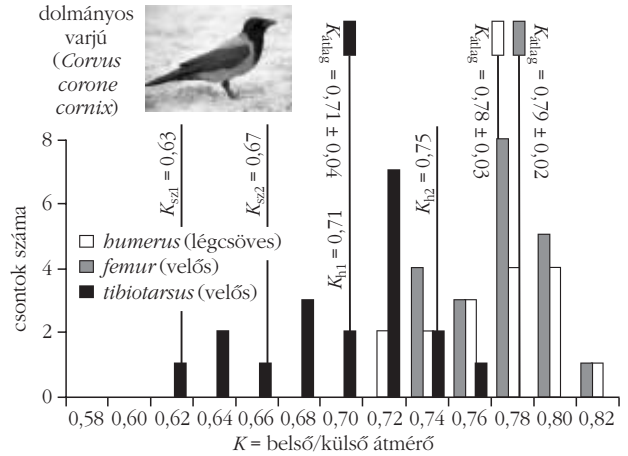 dolmányos
varjú
(Corvus
corone
cornix)
K_átlag = 0,71 ± 0,04
K_átlag = 0,78 ± 0,03
K_átlag = 0,79 ± 0,02
K_sz1 = 0,63
K_sz2 = 0,67
K_h1 = 0,71
K_h2 = 0,75
csontok száma
8
6
4
2
0
humerus (légcsöves)
femur (velős)
tibiotarsus (velős)
0,58 0,60 0,62 0,64 0,66 0,68 0,70 0,72 0,74 0,76 0,78 0,80 0,82
K = belső/külső átmérő